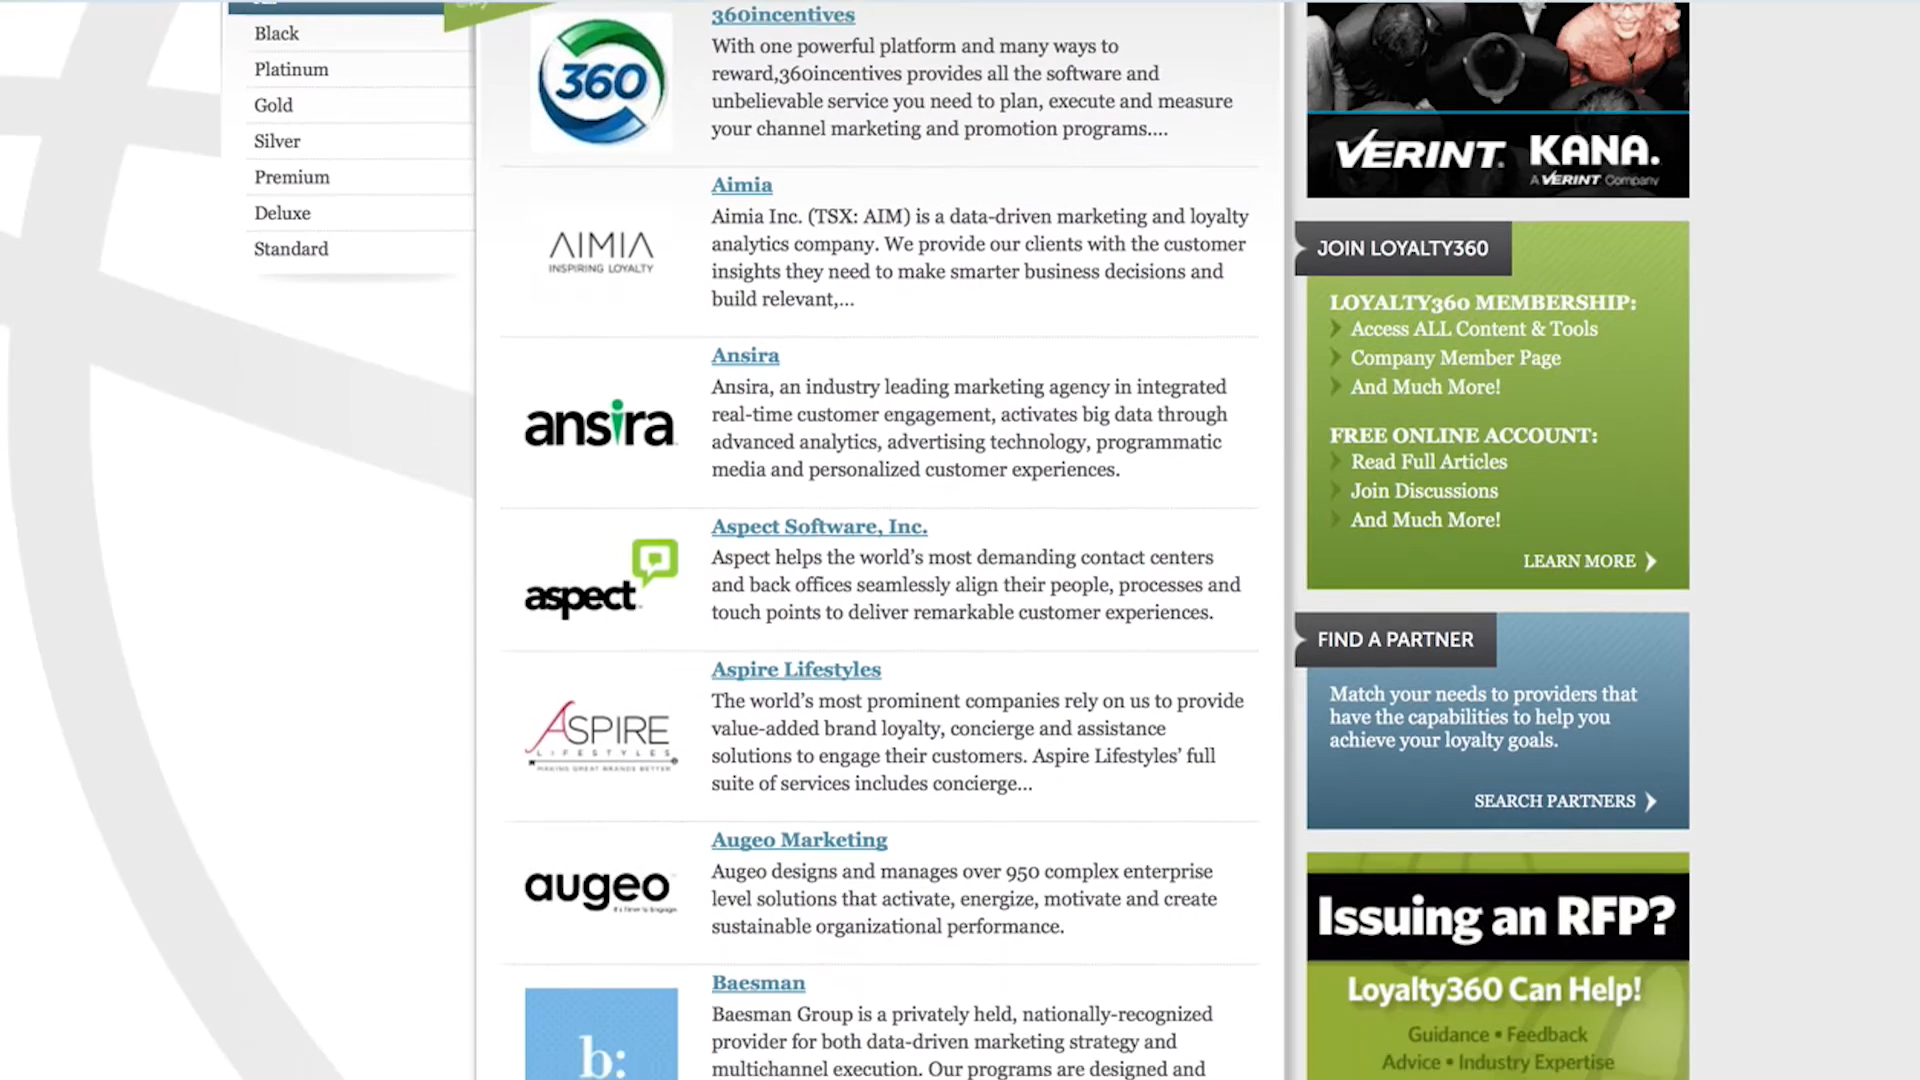 Black
Platinum
Gold
Silver
Premium
Deluxe
Standard
360
360incentives
With one powerful platform and many ways to
reward,360incentives provides all the software and
unbelievable service you need to plan, execute and measure
your channel marketing and promotion programs....
AIMIA
INSPIRING LOYALTY
Aimia
Aimia Inc. (TSX: AIM) is a data-driven marketing and loyalty
analytics company. We provide our clients with the customer
insights they need to make smarter business decisions and
build relevant,...
ansira
Ansira
Ansira, an industry leading marketing agency in integrated
real-time customer engagement, activates big data through
advanced analytics, advertising technology, programmatic
media and personalized customer experiences.
aspect
Aspect Software, Inc.
Aspect helps the world's most demanding contact centers
and back offices seamlessly align their people, processes and
touch points to deliver remarkable customer experiences.
ASPIRE
LIFESTYLES
MAKING GREAT BRANDS BETTER
Aspire Lifestyles
The world's most prominent companies rely on us to provide
value-added brand loyalty, concierge and assistance
solutions to engage their customers. Aspire Lifestyles' full
suite of services includes concierge...
augeo
Augeo Marketing
Augeo designs and manages over 950 complex enterprise
level solutions that activate, energize, motivate and create
sustainable organizational performance.
b:
Baesman
Baesman Group is a privately held, nationally-recognized
provider for both data-driven marketing strategy and
multichannel execution. Our programs are designed and
VERINT. KANA.
A VERINT Company
JOIN LOYALTY360
LOYALTY360 MEMBERSHIP:
Access ALL Content & Tools
Company Member Page
And Much More!
FREE ONLINE ACCOUNT:
Read Full Articles
Join Discussions
And Much More!
LEARN MORE
FIND A PARTNER
Match your needs to providers that
have the capabilities to help you
achieve your loyalty goals.
SEARCH PARTNERS
Issuing an RFP?
Loyalty360 Can Help!
Guidance • Feedback
Advice • Industry Expertise